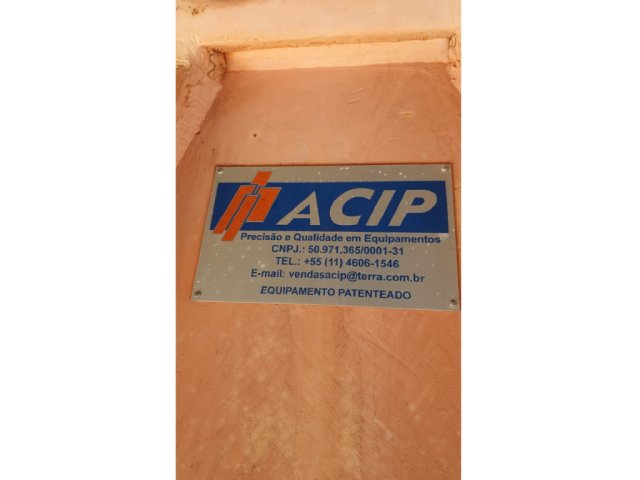 ACIP
Precisão e Qualidade em Equipamentos
CNPJ.: 50.971.365/0001-31
TEL.: +55 (11) 4606-1546
E-mail: vendasacip@terra.com.br
EQUIPAMENTO PATENTEADO